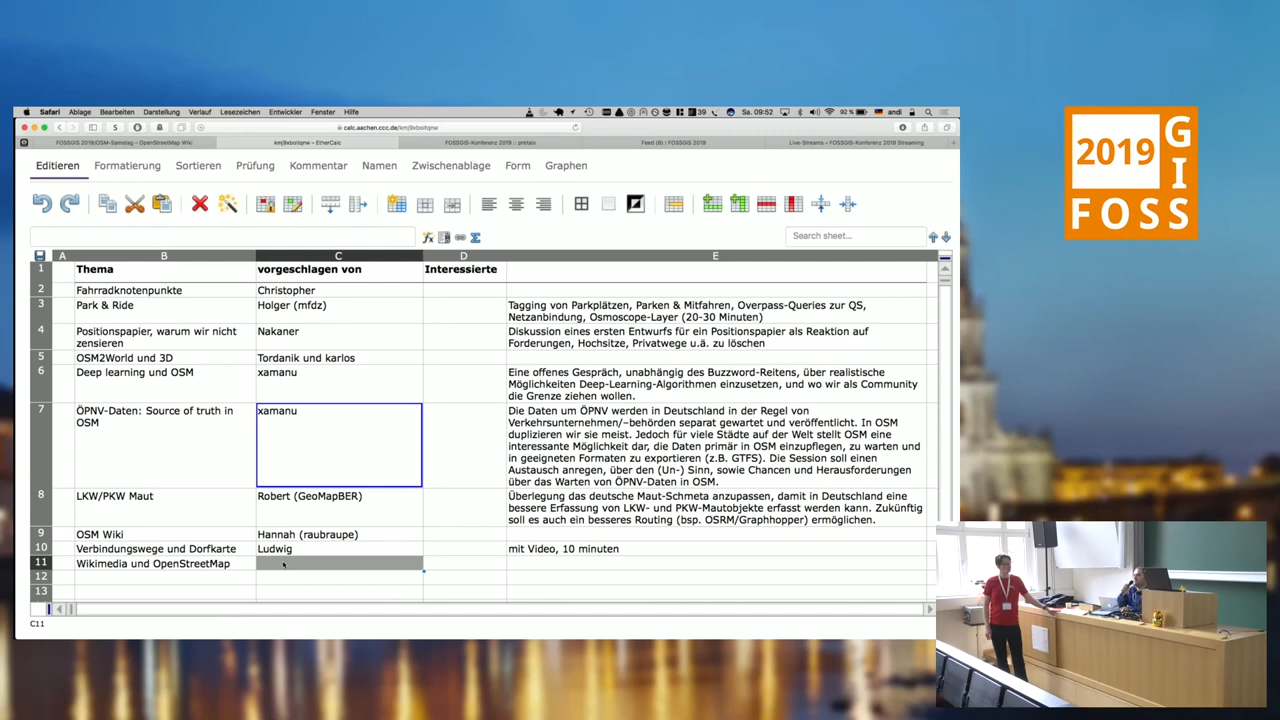 Safari Ablage Bearbeiten Darstellung Verlauf Lesezeichen Entwickler Fenster Hilfe
39 Sa. 09:52 92 % andi
calc.aachen.ccc.de/kmj9xboitqnw
FOSSGIS 2019/OSM-Samstag – OpenStreetMap Wiki
kmj9xboitqnw – EtherCalc
FOSSGIS-Konferenz 2019 :: pretalx
Feed (6) | FOSSGIS 2019
Live-Streams – FOSSGIS-Konferenz 2019 Streaming
Editieren Formatierung Sortieren Prüfung Kommentar Namen Zwischenablage Form Graphen
Search sheet...
A B C D E
1 Thema vorgeschlagen von Interessierte
2 Fahrradknotenpunkte Christopher
3 Park & Ride Holger (mfdz) Tagging von Parkplätzen, Parken & Mitfahren, Overpass-Queries zur QS,
Netzanbindung, Osmoscope-Layer (20-30 Minuten)
4 Positionspapier, warum wir nicht Nakaner Diskussion eines ersten Entwurfs für ein Positionspapier als Reaktion auf
zensieren Forderungen, Hochsitze, Privatwege u.ä. zu löschen
5 OSM2World und 3D Tordanik und karlos
6 Deep learning und OSM xamanu Eine offenes Gespräch, unabhängig des Buzzword-Reitens, über realistische
Möglichkeiten Deep-Learning-Algorithmen einzusetzen, und wo wir als Community
die Grenze ziehen wollen.
7 ÖPNV-Daten: Source of truth in xamanu Die Daten um ÖPNV werden in Deutschland in der Regel von
OSM Verkehrsunternehmen/–behörden separat gewartet und veröffentlicht. In OSM
duplizieren wir sie meist. Jedoch für viele Städte auf der Welt stellt OSM eine
interessante Möglichkeit dar, die Daten primär in OSM einzupflegen, zu warten und
in geeigneten Formaten zu exportieren (z.B. GTFS). Die Session soll einen
Austausch anregen, über den (Un-) Sinn, sowie Chancen und Herausforderungen
über das Warten von ÖPNV-Daten in OSM.
8 LKW/PKW Maut Robert (GeoMapBER) Überlegung das deutsche Maut-Schmeta anzupassen, damit in Deutschland eine
bessere Erfassung von LKW- und PKW-Mautobjekte erfasst werden kann. Zukünftig
soll es auch ein besseres Routing (bsp. OSRM/Graphhopper) ermöglichen.
9 OSM Wiki Hannah (raubraupe)
10 Verbindungswege und Dorfkarte Ludwig mit Video, 10 minuten
11 Wikimedia und OpenStreetMap
12
13
C11
2019
GIS
FOSS